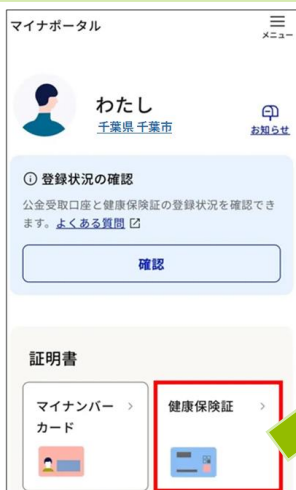 マイナポータル
メニュー
わたし
千葉県 千葉市
お知らせ
登録状況の確認
公金受取口座と健康保険証の登録状況を確認でき
ます。よくある質問
確認
証明書
マイナンバー
カード
健康保険証